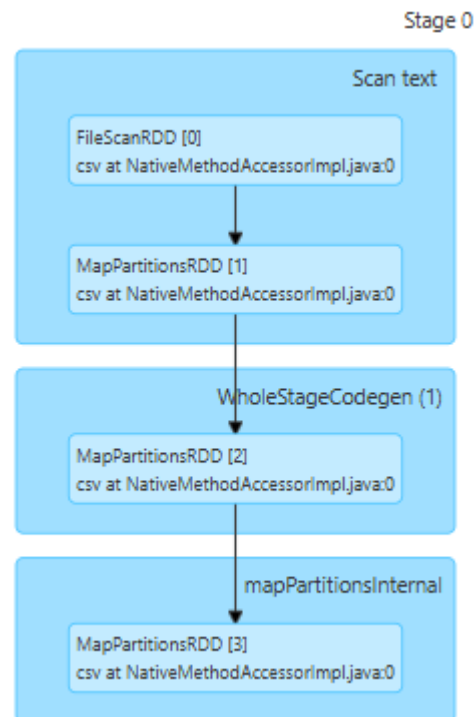 Stage 0
Scan text
FileScanRDD [0]
csv at NativeMethodAccessorImpl.java:0
MapPartitionsRDD [1]
csv at NativeMethodAccessorImpl.java:0
WholeStageCodegen (1)
MapPartitionsRDD [2]
csv at NativeMethodAccessorImpl.java:0
mapPartitionsInternal
MapPartitionsRDD [3]
csv at NativeMethodAccessorImpl.java:0